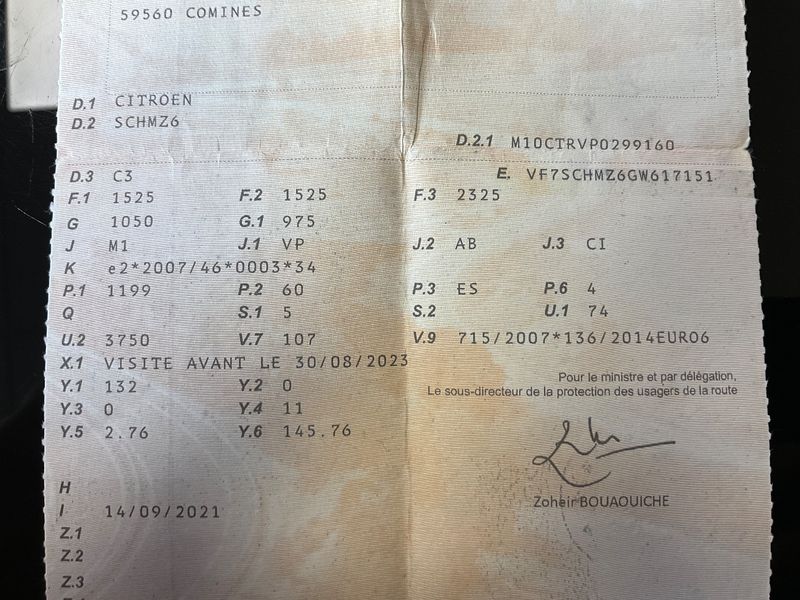 59560 COMINES
D.1 CITROEN
D.2 SCHMZ6
D.2.1 M10CTRVP0299160
D.3 C3
E. VF7SCHMZ6GW617151
F.1 1525 F.2 1525 F.3 2325
G 1050 G.1 975
J M1 J.1 VP J.2 AB J.3 CI
K e2*2007/46*0003*34
P.1 1199 P.2 60 P.3 ES P.6 4
Q S.1 5 S.2 U.1 74
U.2 3750 V.7 107 V.9 715/2007*136/2014EURO6
X.1 VISITE AVANT LE 30/08/2023
Y.1 132 Y.2 0
Pour le ministre et par délégation,
Le sous-directeur de la protection des usagers de la route
Y.3 0 Y.4 11
Y.5 2.76 Y.6 145.76
H
Zoheir BOUAOUICHE
I 14/09/2021
Z.1
Z.2
Z.3